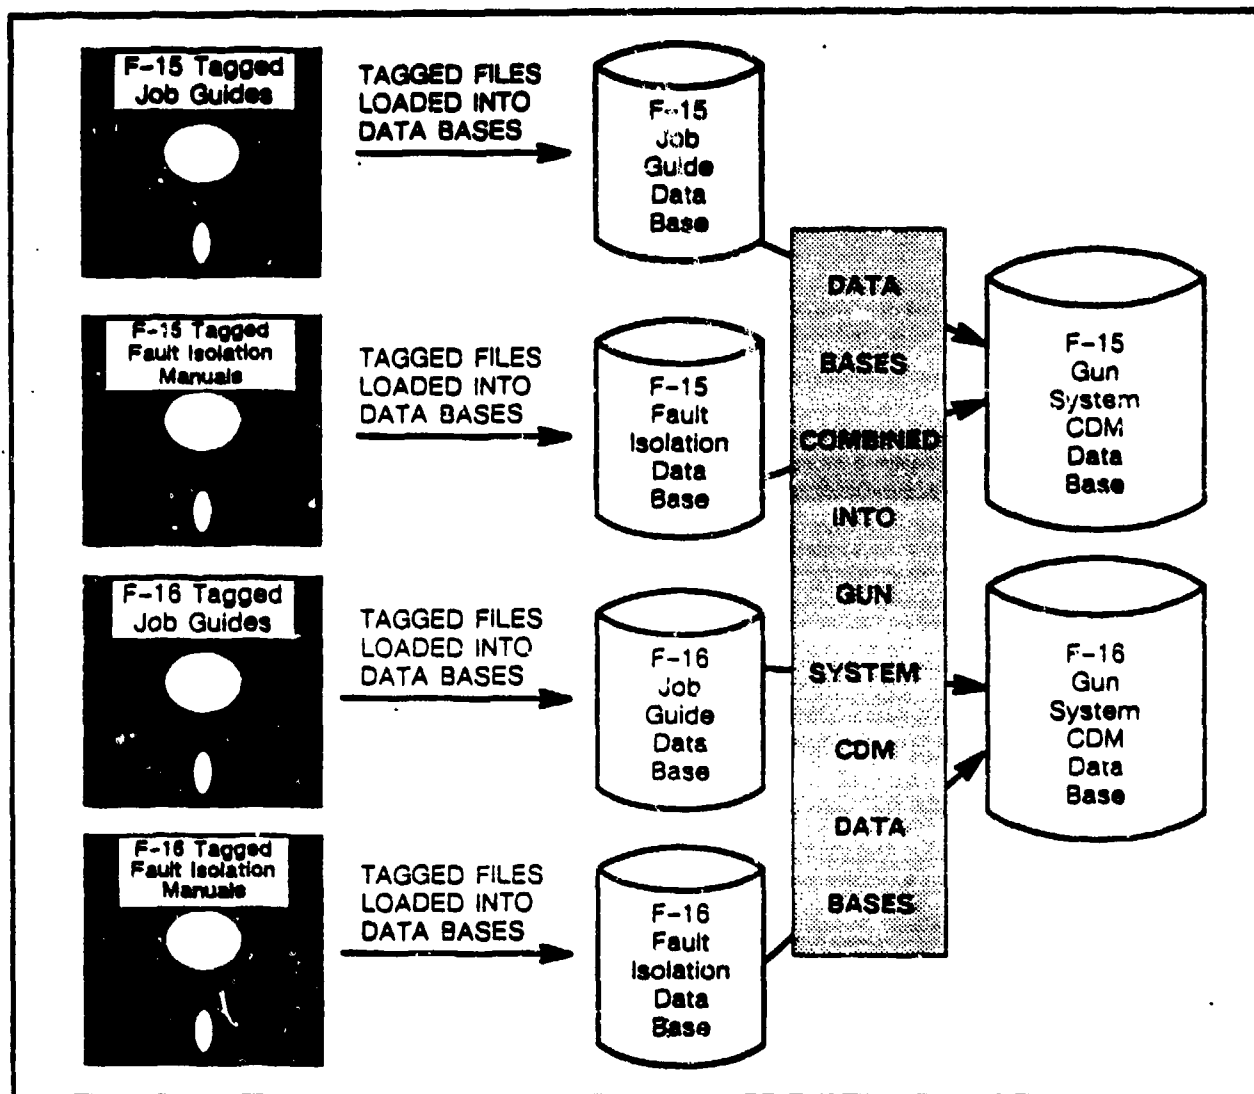 F-15 Tagged
Job Guides
TAGGED FILES
LOADED INTO
DATA BASES
F-15
Job
Guide
Data
Base
F-15 Tagged
Fault Isolation
Manuals
TAGGED FILES
LOADED INTO
DATA BASES
F-15
Fault
Isolation
Data
Base
F-16 Tagged
Job Guides
TAGGED FILES
LOADED INTO
DATA BASES
F-16
Job
Guide
Data
Base
F-16 Tagged
Fault Isolation
Manuals
TAGGED FILES
LOADED INTO
DATA BASES
F-16
Fault
Isolation
Data
Base
DATA
BASES
COMBINED
INTO
GUN
SYSTEM
CDM
DATA
BASES
F-15
Gun
System
CDM
Data
Base
F-16
Gun
System
CDM
Data
Base